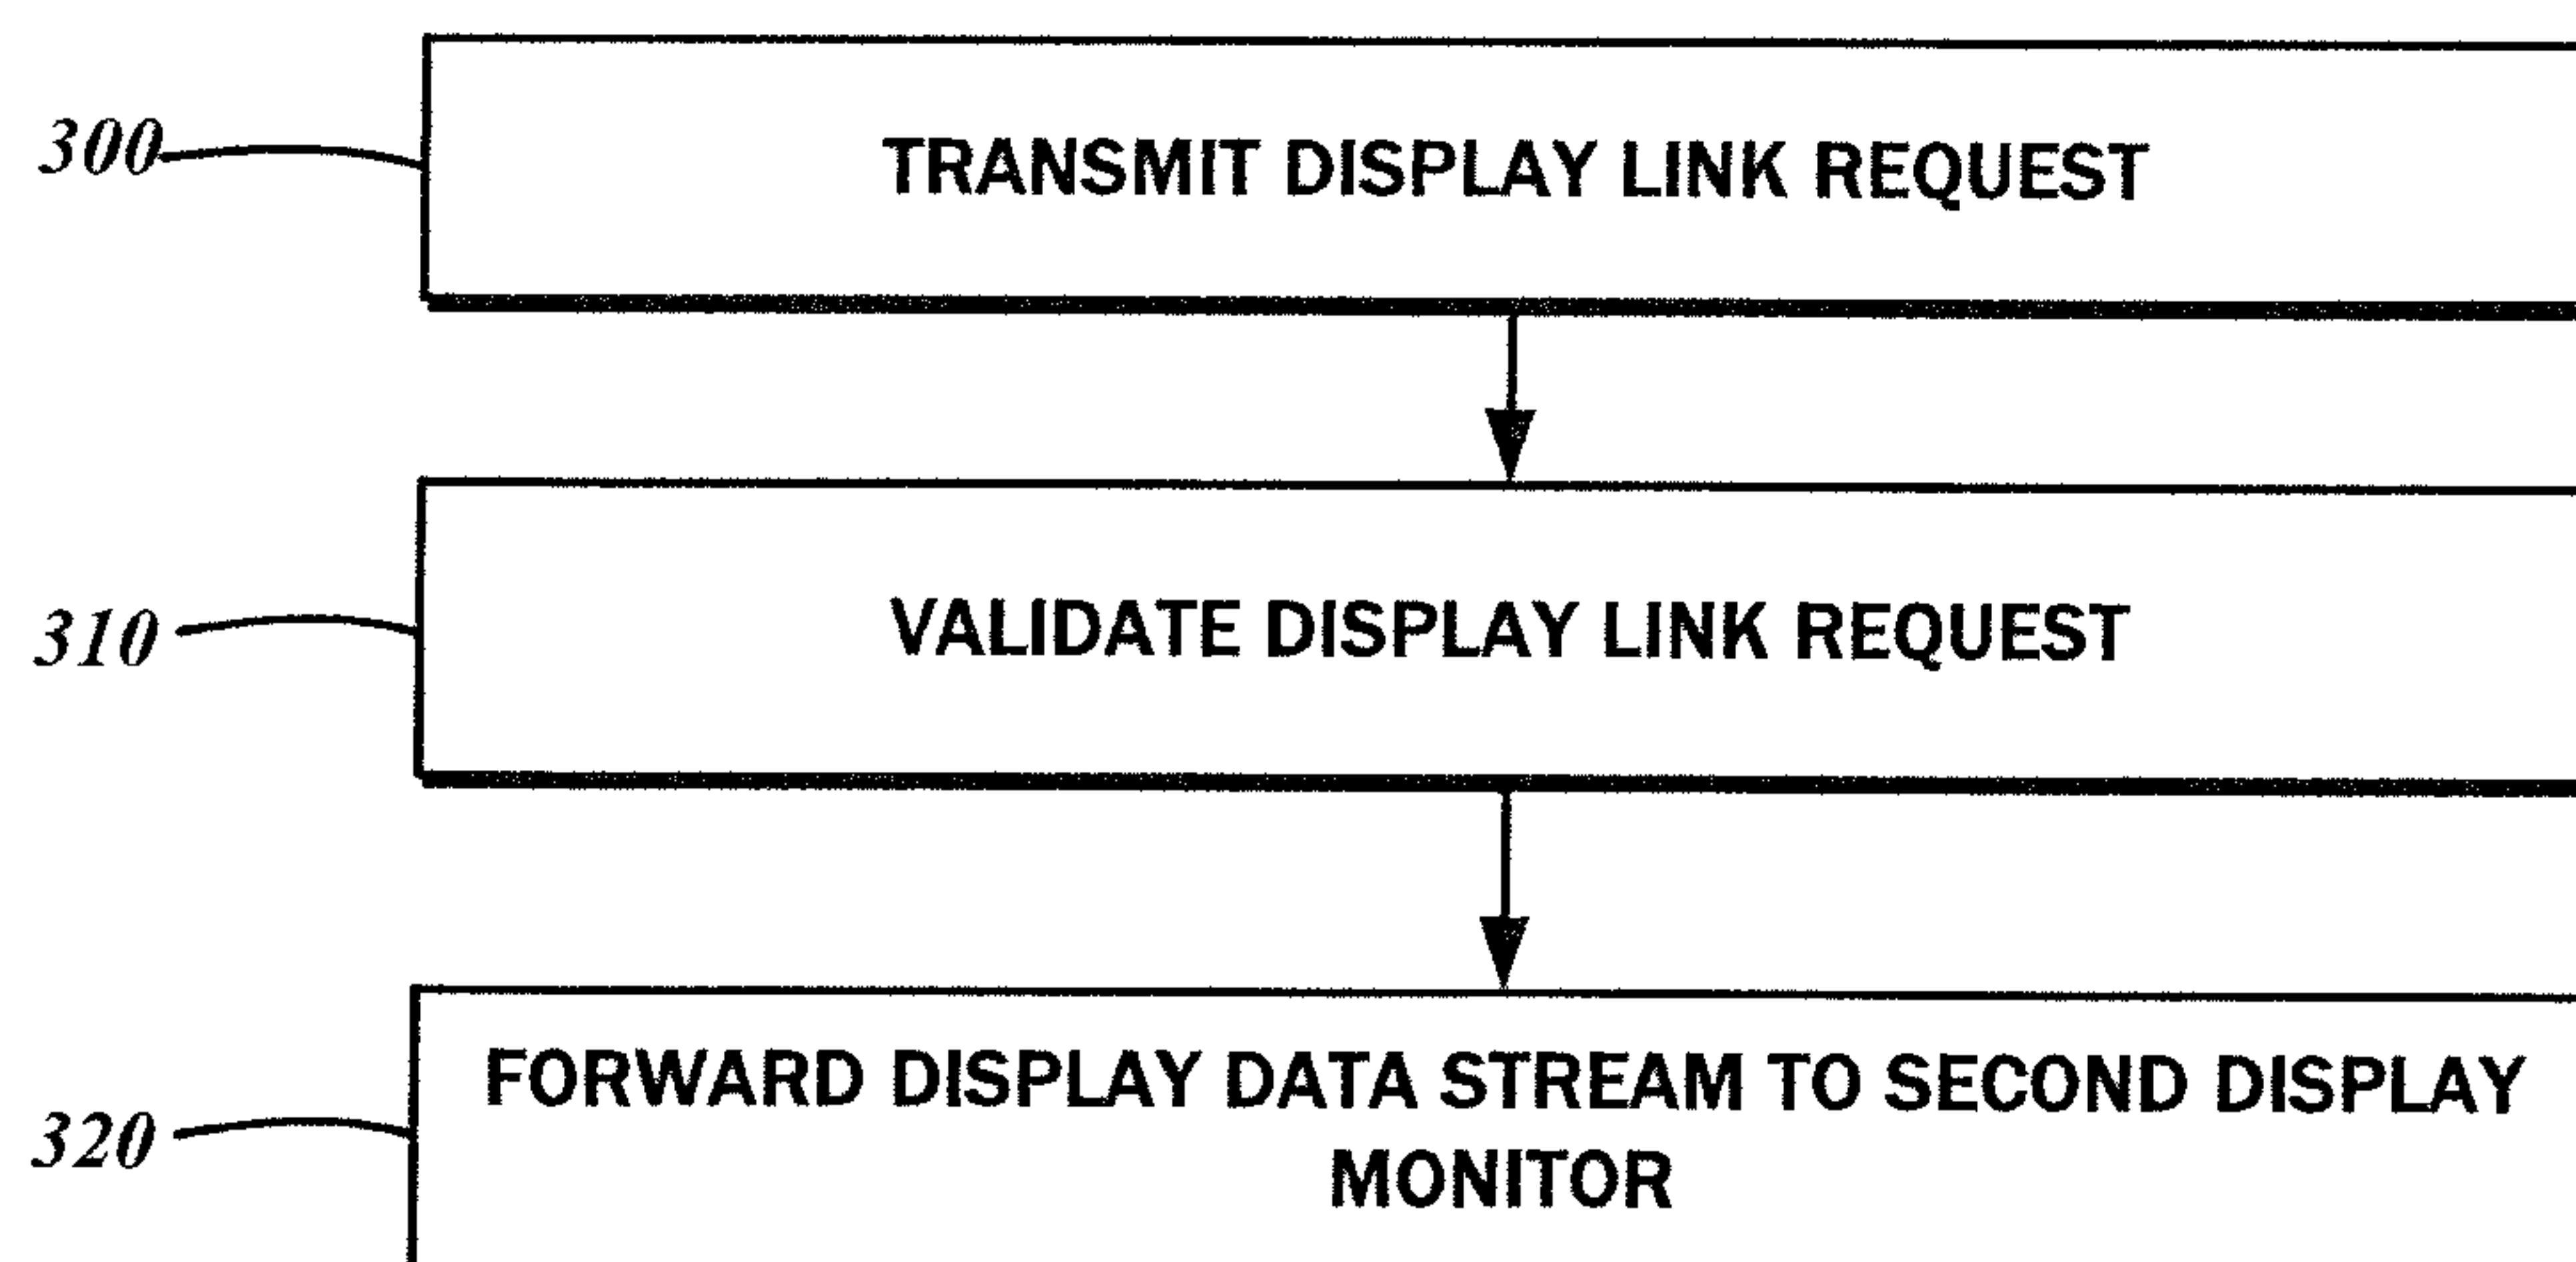 300
TRANSMIT DISPLAY LINK REQUEST
310
VALIDATE DISPLAY LINK REQUEST
320
FORWARD DISPLAY DATA STREAM TO SECOND DISPLAY
MONITOR